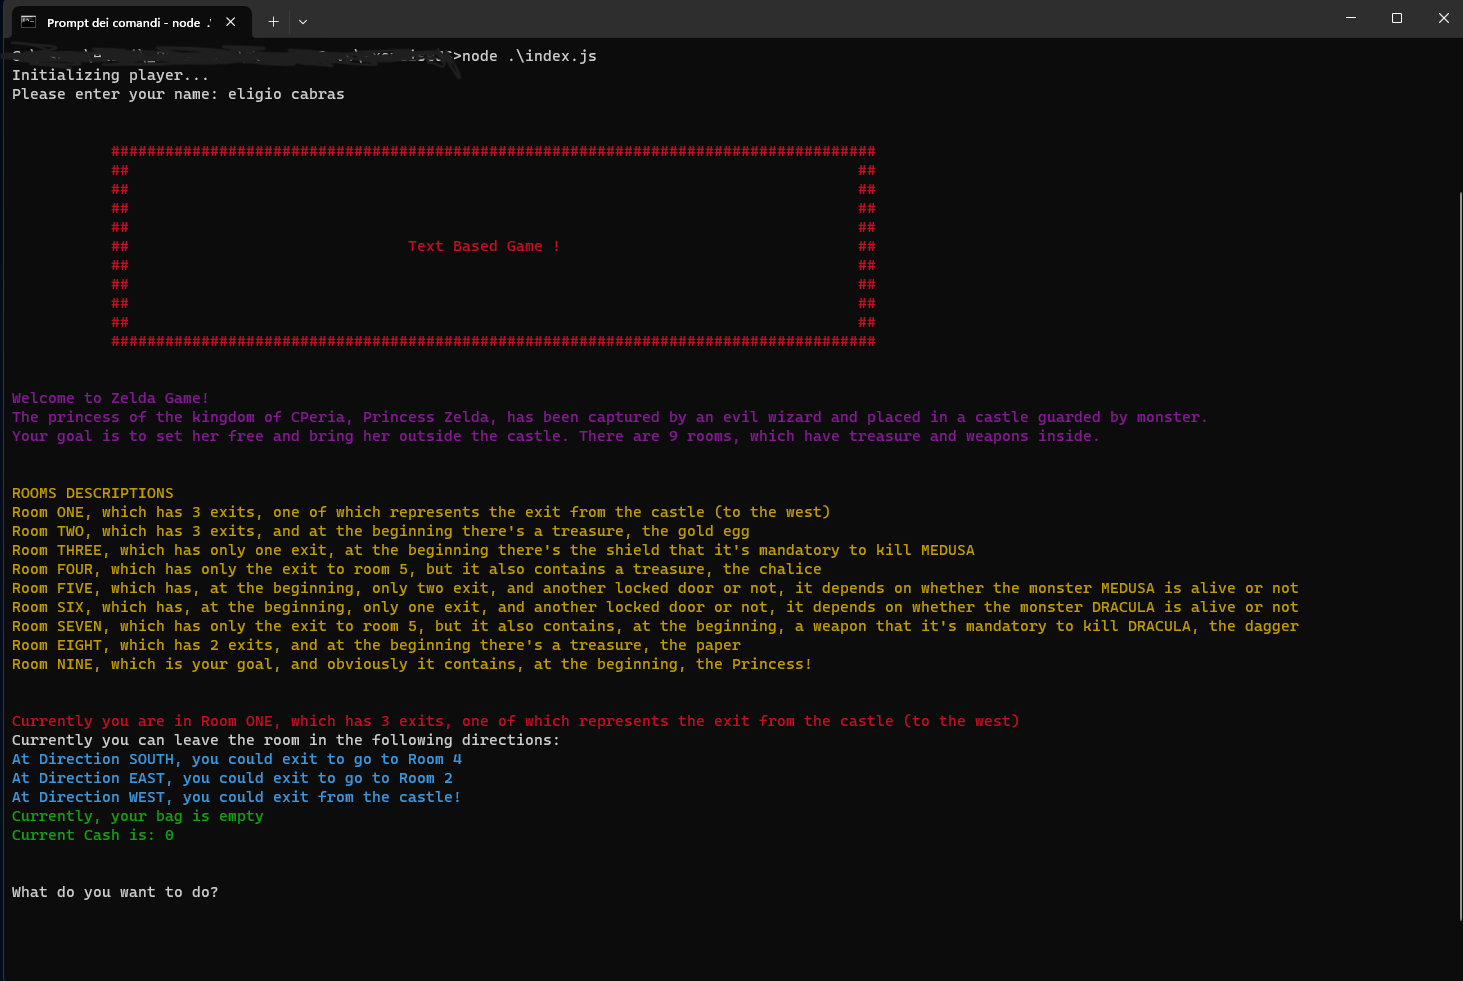 Prompt dei comandi - node .\
>node .\index.js
Initializing player...
Please enter your name: eligio cabras
#####################################################################################
## ##
## ##
## ##
## ##
## Text Based Game ! ##
## ##
## ##
## ##
## ##
#####################################################################################
Welcome to Zelda Game!
The princess of the kingdom of CPeria, Princess Zelda, has been captured by an evil wizard and placed in a castle guarded by monster.
Your goal is to set her free and bring her outside the castle. There are 9 rooms, which have treasure and weapons inside.
ROOMS DESCRIPTIONS
Room ONE, which has 3 exits, one of which represents the exit from the castle (to the west)
Room TWO, which has 3 exits, and at the beginning there's a treasure, the gold egg
Room THREE, which has only one exit, at the beginning there's the shield that it's mandatory to kill MEDUSA
Room FOUR, which has only the exit to room 5, but it also contains a treasure, the chalice
Room FIVE, which has, at the beginning, only two exit, and another locked door or not, it depends on whether the monster MEDUSA is alive or not
Room SIX, which has, at the beginning, only one exit, and another locked door or not, it depends on whether the monster DRACULA is alive or not
Room SEVEN, which has only the exit to room 5, but it also contains, at the beginning, a weapon that it's mandatory to kill DRACULA, the dagger
Room EIGHT, which has 2 exits, and at the beginning there's a treasure, the paper
Room NINE, which is your goal, and obviously it contains, at the beginning, the Princess!
Currently you are in Room ONE, which has 3 exits, one of which represents the exit from the castle (to the west)
Currently you can leave the room in the following directions:
At Direction SOUTH, you could exit to go to Room 4
At Direction EAST, you could exit to go to Room 2
At Direction WEST, you could exit from the castle!
Currently, your bag is empty
Current Cash is: 0
What do you want to do?